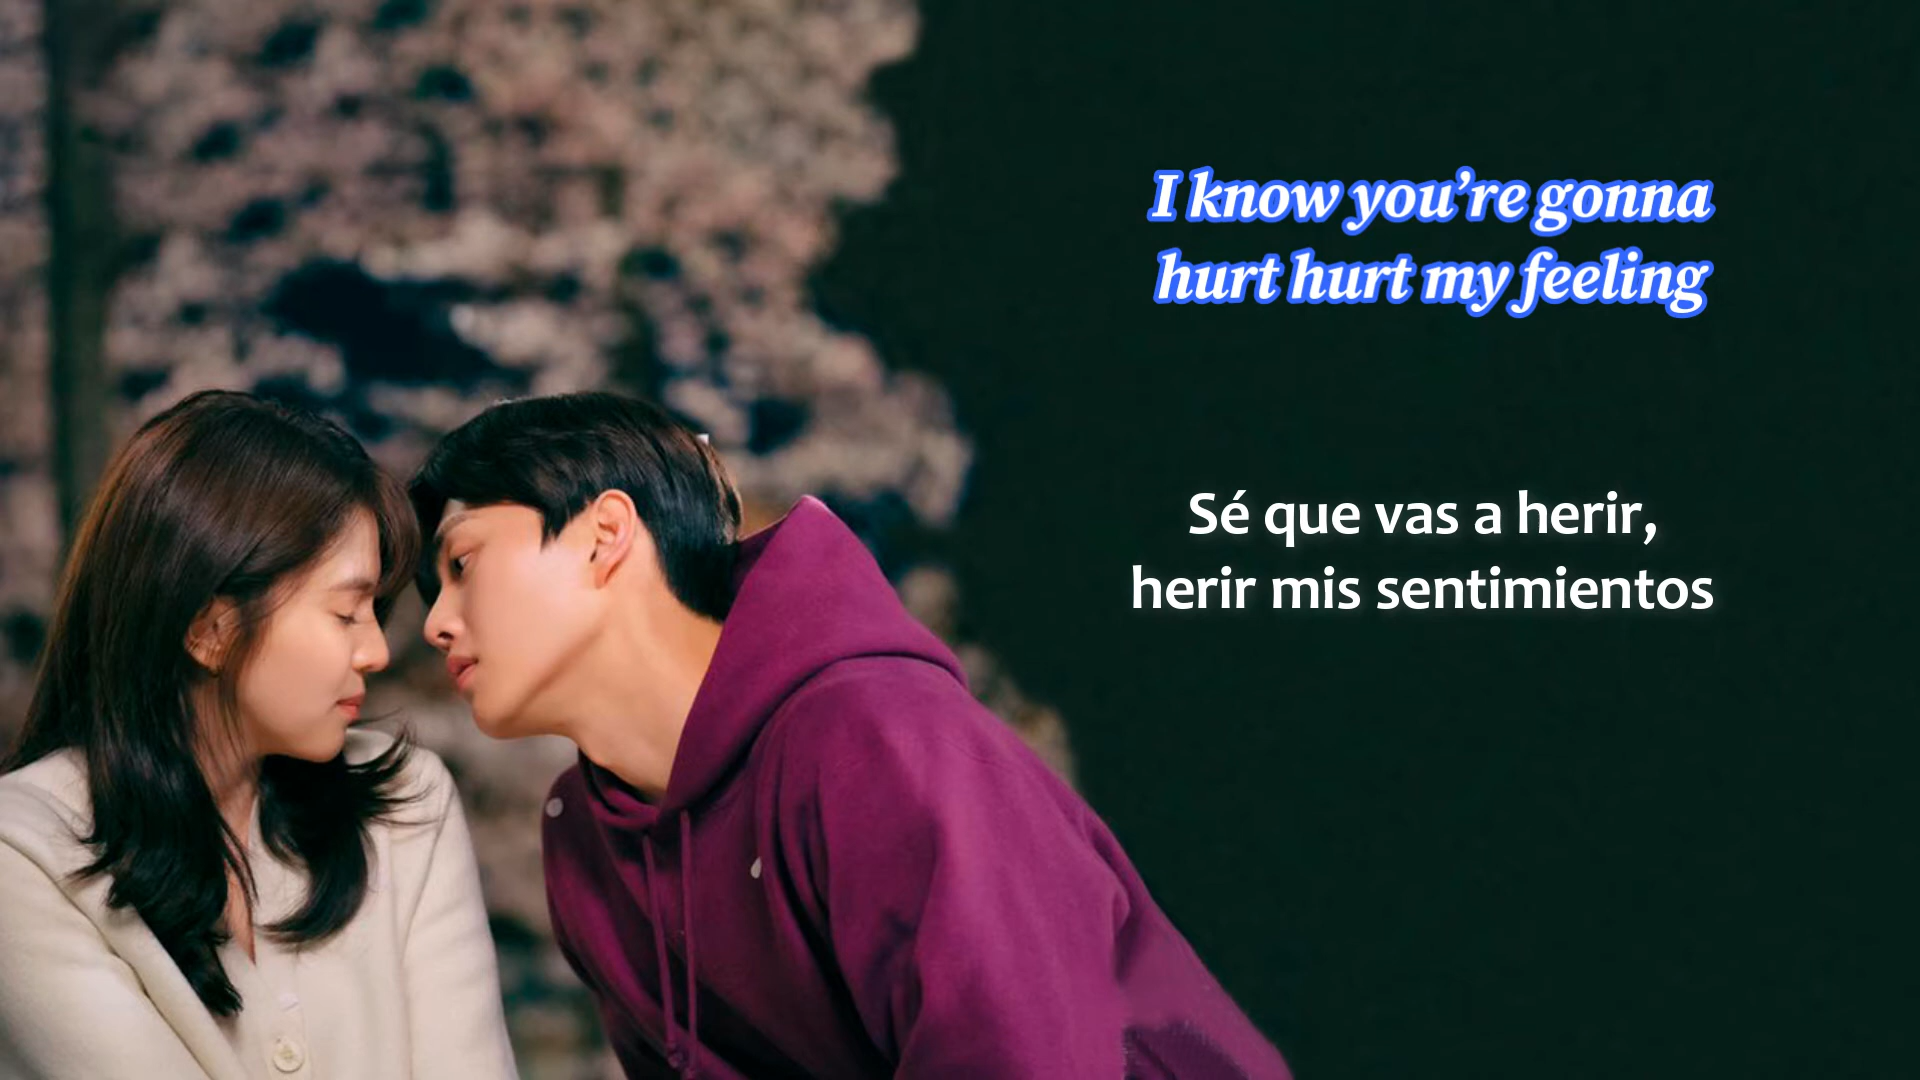 I know you’re gonna
hurt hurt my feeling
Sé que vas a herir,
herir mis sentimientos